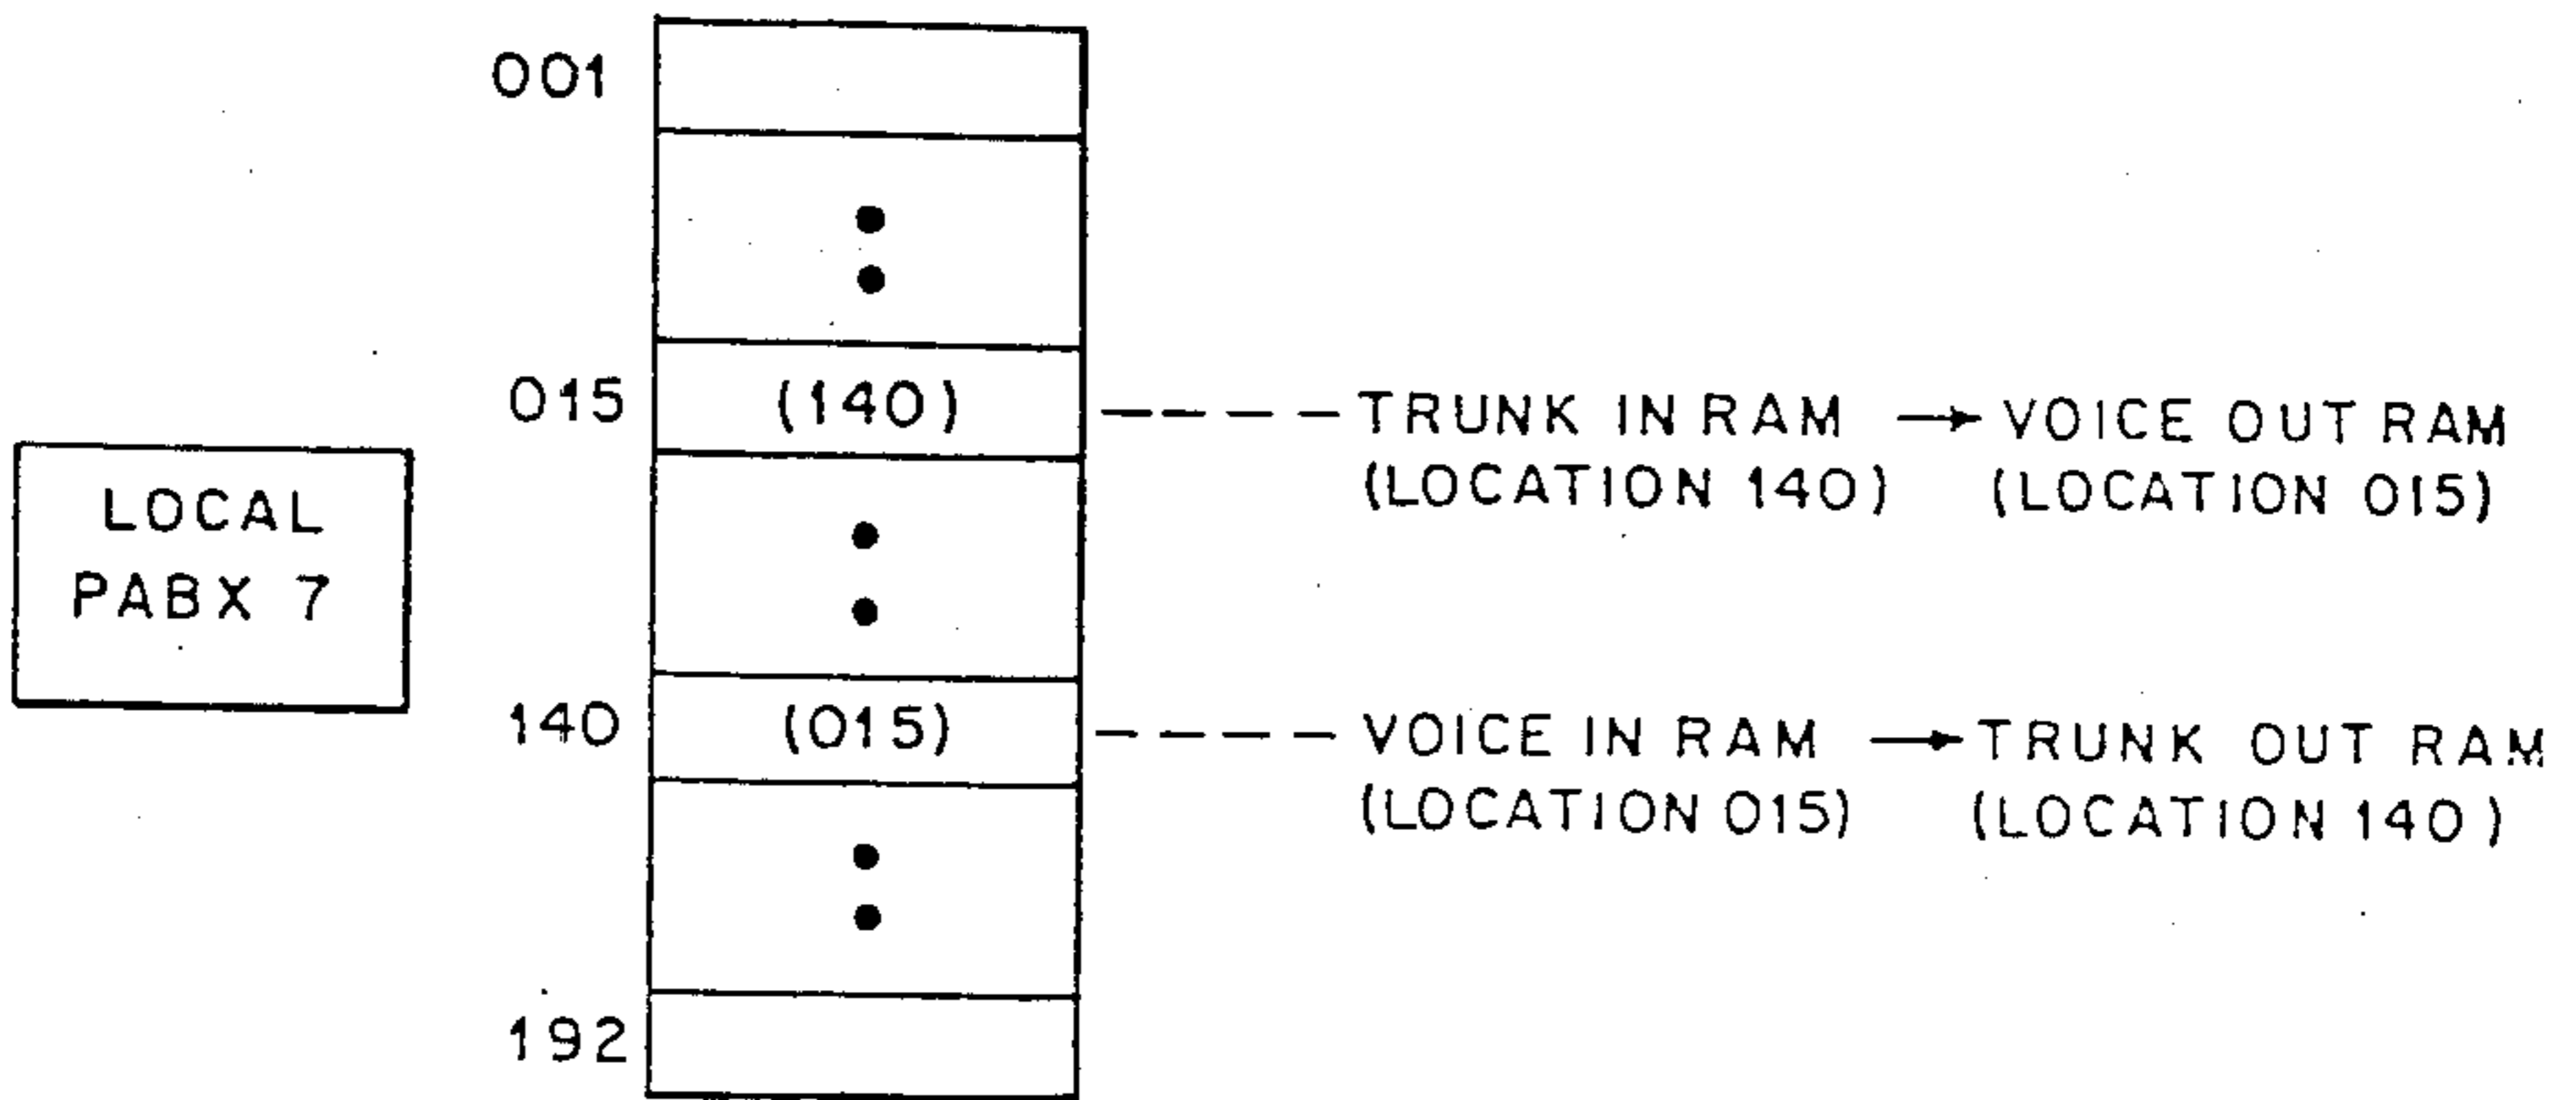 001
015 (140) TRUNK IN RAM → VOICE OUT RAM
(LOCATION 140) (LOCATION 015)
LOCAL
PABX 7
140 (015) VOICE IN RAM → TRUNK OUT RAM
(LOCATION 015) (LOCATION 140)
192